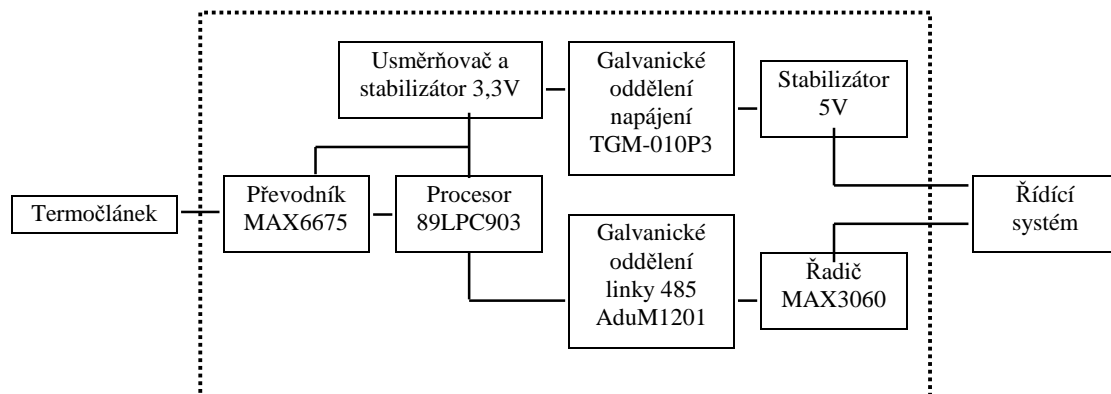 Usměrňovač a
stabilizátor 3,3V
Galvanické
oddělení
napájení
TGM-010P3
Stabilizátor
5V
Termočlánek
Převodník
MAX6675
Procesor
89LPC903
Galvanické
oddělení
linky 485
AduM1201
Řadič
MAX3060
Řídící
systém